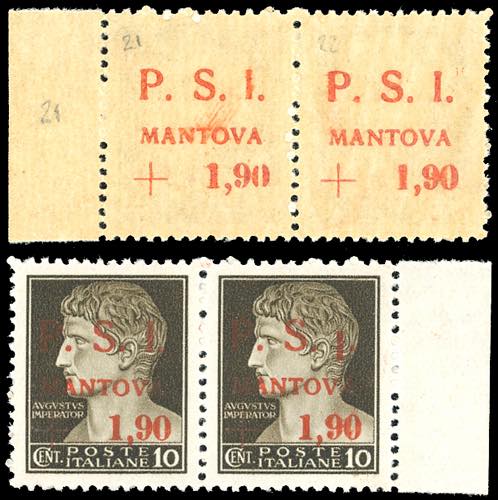 21 22
P. S. I. P. S. I.
21
MANTOVA MANTOVA
+ 1,90 + 1,90
P. S. I. P. S. I.
MANTOVA MANTOVA
AVGVSTVS AVGVSTVS
IMPERATOR IMPERATOR
+ 1,90 + 1,90
POSTE POSTE
CENT. ITALIANE 10 CENT. ITALIANE 10